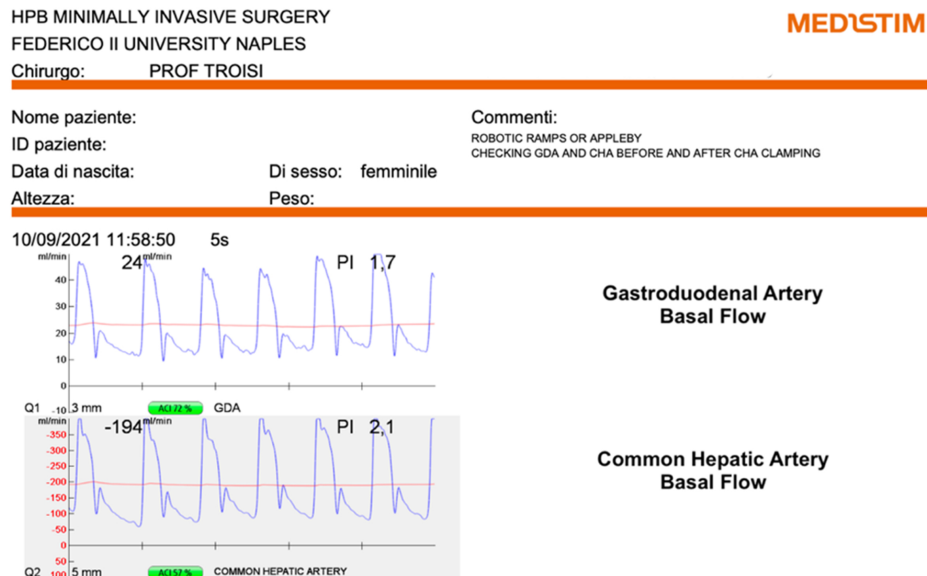 HPB MINIMALLY INVASIVE SURGERY
MEDISTIM
FEDERICO II UNIVERSITY NAPLES
Chirurgo: PROF TROISI
Nome paziente:
Commenti:
ID paziente:
ROBOTIC RAMPS OR APPLEBY
CHECKING GDA AND CHA BEFORE AND AFTER CHA CLAMPING
Data di nascita: Di sesso: femminile
Altezza: Peso:
10/09/2021 11:58:50 5s
ml/min 24 ml/min PI 1,7
40
30
20
10
0
-10
Gastroduodenal Artery
Basal Flow
Q1 3 mm ACI 72 % GDA
ml/min -194 ml/min PI 2,1
-350
-300
-250
-200
-150
-100
-50
0
50
100
Common Hepatic Artery
Basal Flow
Q2 5 mm ACI 57 % COMMON HEPATIC ARTERY